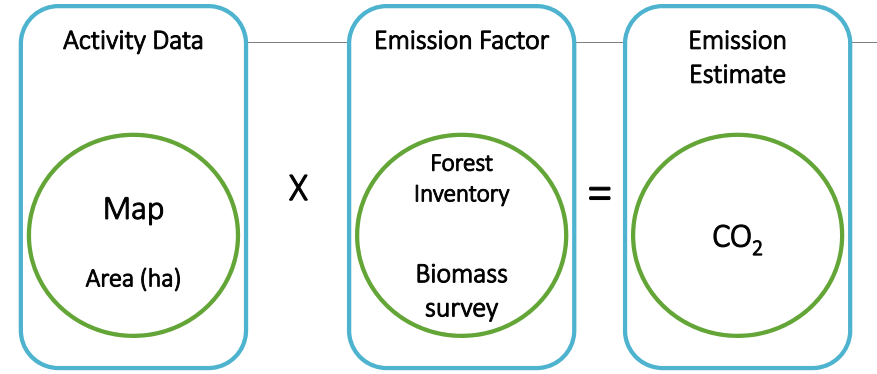 Activity Data
Map
Area (ha)
X
Emission Factor
Forest
Inventory
Biomass
survey
=
Emission
Estimate
CO₂